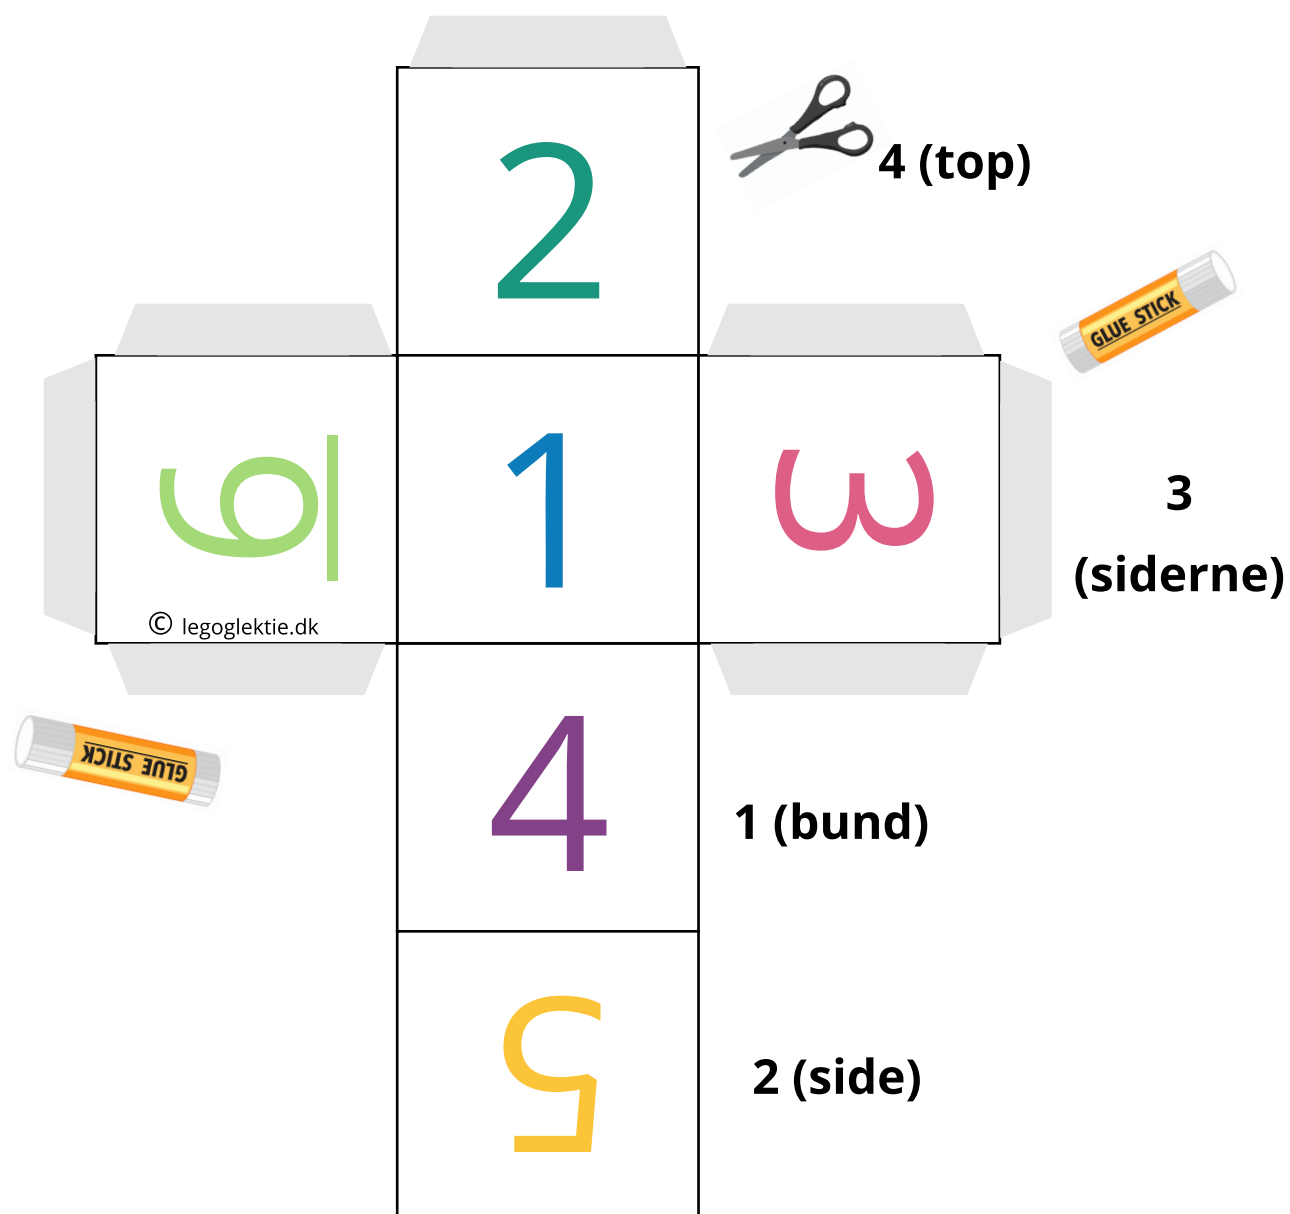 2
4 (top)
GLUE STICK
6
1
3
3
(siderne)
© legoglektie.dk
GLUE STICK
4
1 (bund)
5
2 (side)